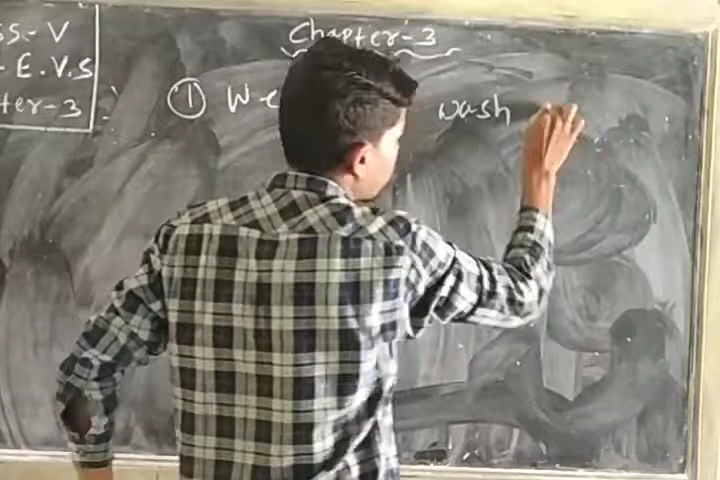 ss - V
- E.V.S
ter - 3
Chapter - 3
① We wash